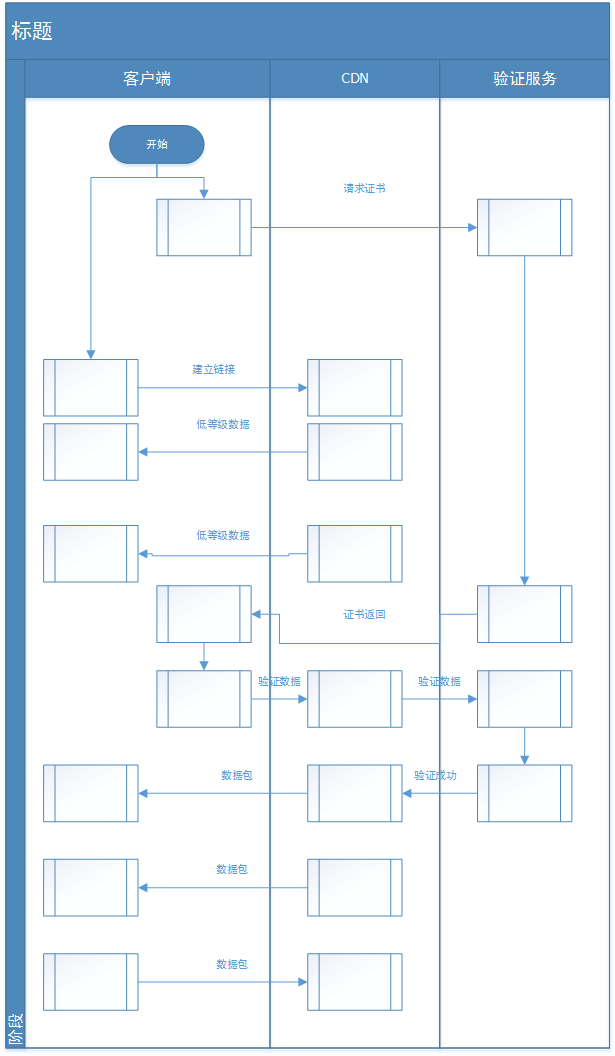 标题
客户端
CDN
验证服务
开始
请求证书
建立链接
低等级数据
低等级数据
证书返回
验证数据
验证数据
数据包
验证成功
数据包
数据包
阶段